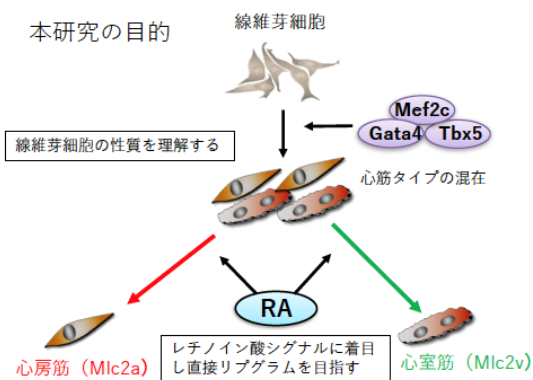 本研究の目的
線維芽細胞
Mef2c
Gata4 Tbx5
線維芽細胞の性質を理解する
心筋タイプの混在
RA
レチノイン酸シグナルに着目
し直接リプグラムを目指す
心房筋（Mlc2a）
心室筋（Mlc2v）